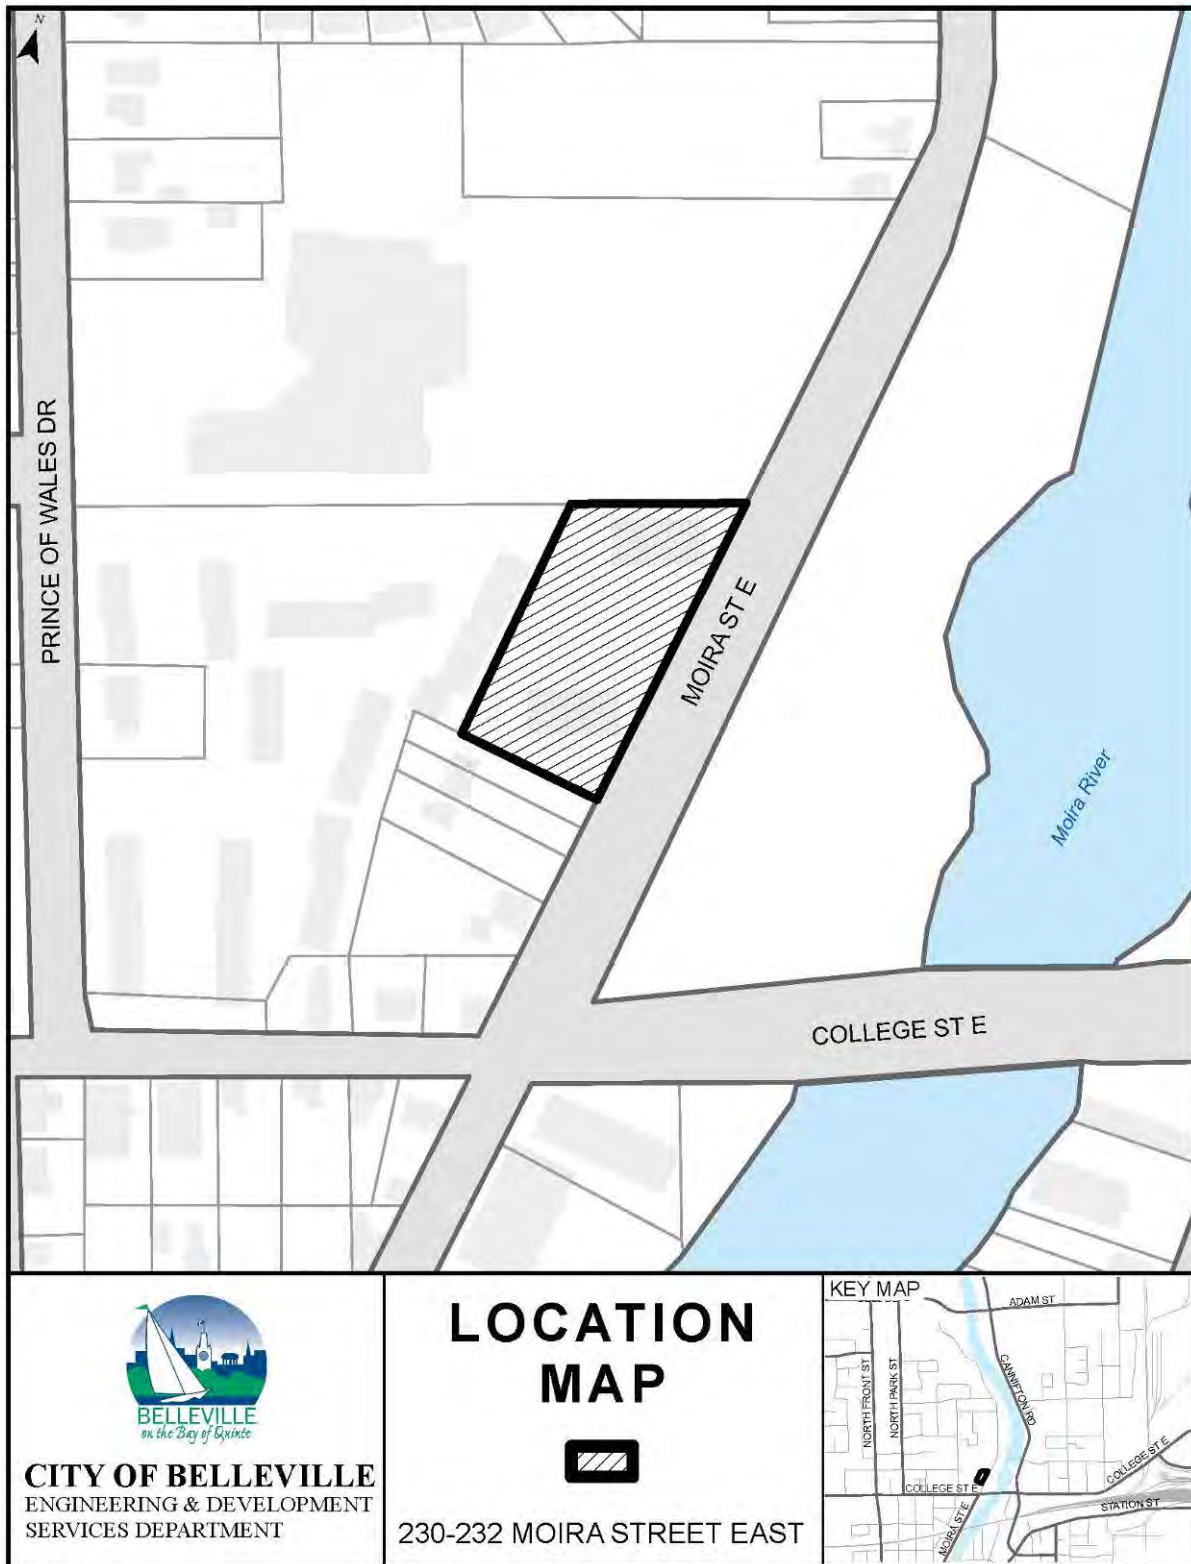 N
PRINCE OF WALES DR
MOIRA ST E
Moira River
COLLEGE ST E
BELLEVILLE
on the Bay of Quinte
CITY OF BELLEVILLE
ENGINEERING & DEVELOPMENT
SERVICES DEPARTMENT
LOCATION
MAP
230-232 MOIRA STREET EAST
KEY MAP
ADAM ST
NORTH FRONT ST
NORTH PARK ST
CANNIFTON RD
COLLEGE ST E
COLLEGE ST E
STATION ST
MOIRA ST E